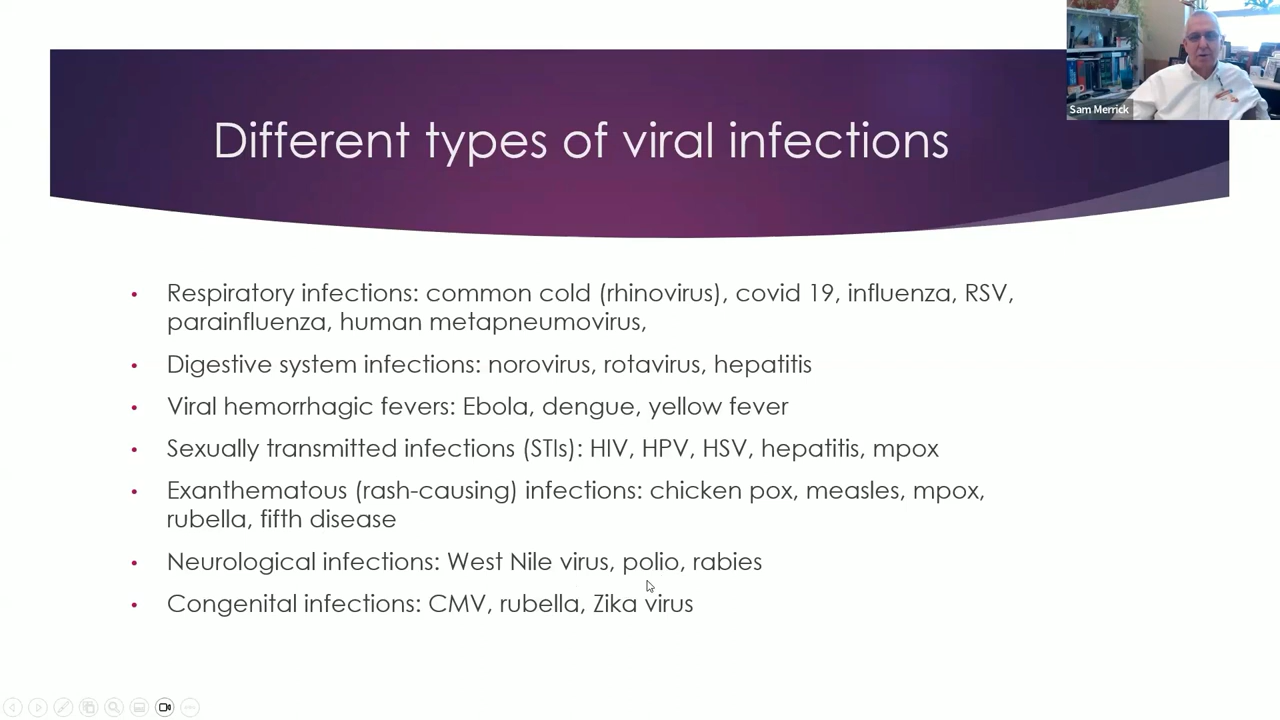 Sam Merrick
Different types of viral infections
• Respiratory infections: common cold (rhinovirus), covid 19, influenza, RSV,
parainfluenza, human metapneumovirus,
• Digestive system infections: norovirus, rotavirus, hepatitis
• Viral hemorrhagic fevers: Ebola, dengue, yellow fever
• Sexually transmitted infections (STIs): HIV, HPV, HSV, hepatitis, mpox
• Exanthematous (rash-causing) infections: chicken pox, measles, mpox,
rubella, fifth disease
• Neurological infections: West Nile virus, polio, rabies
• Congenital infections: CMV, rubella, Zika virus